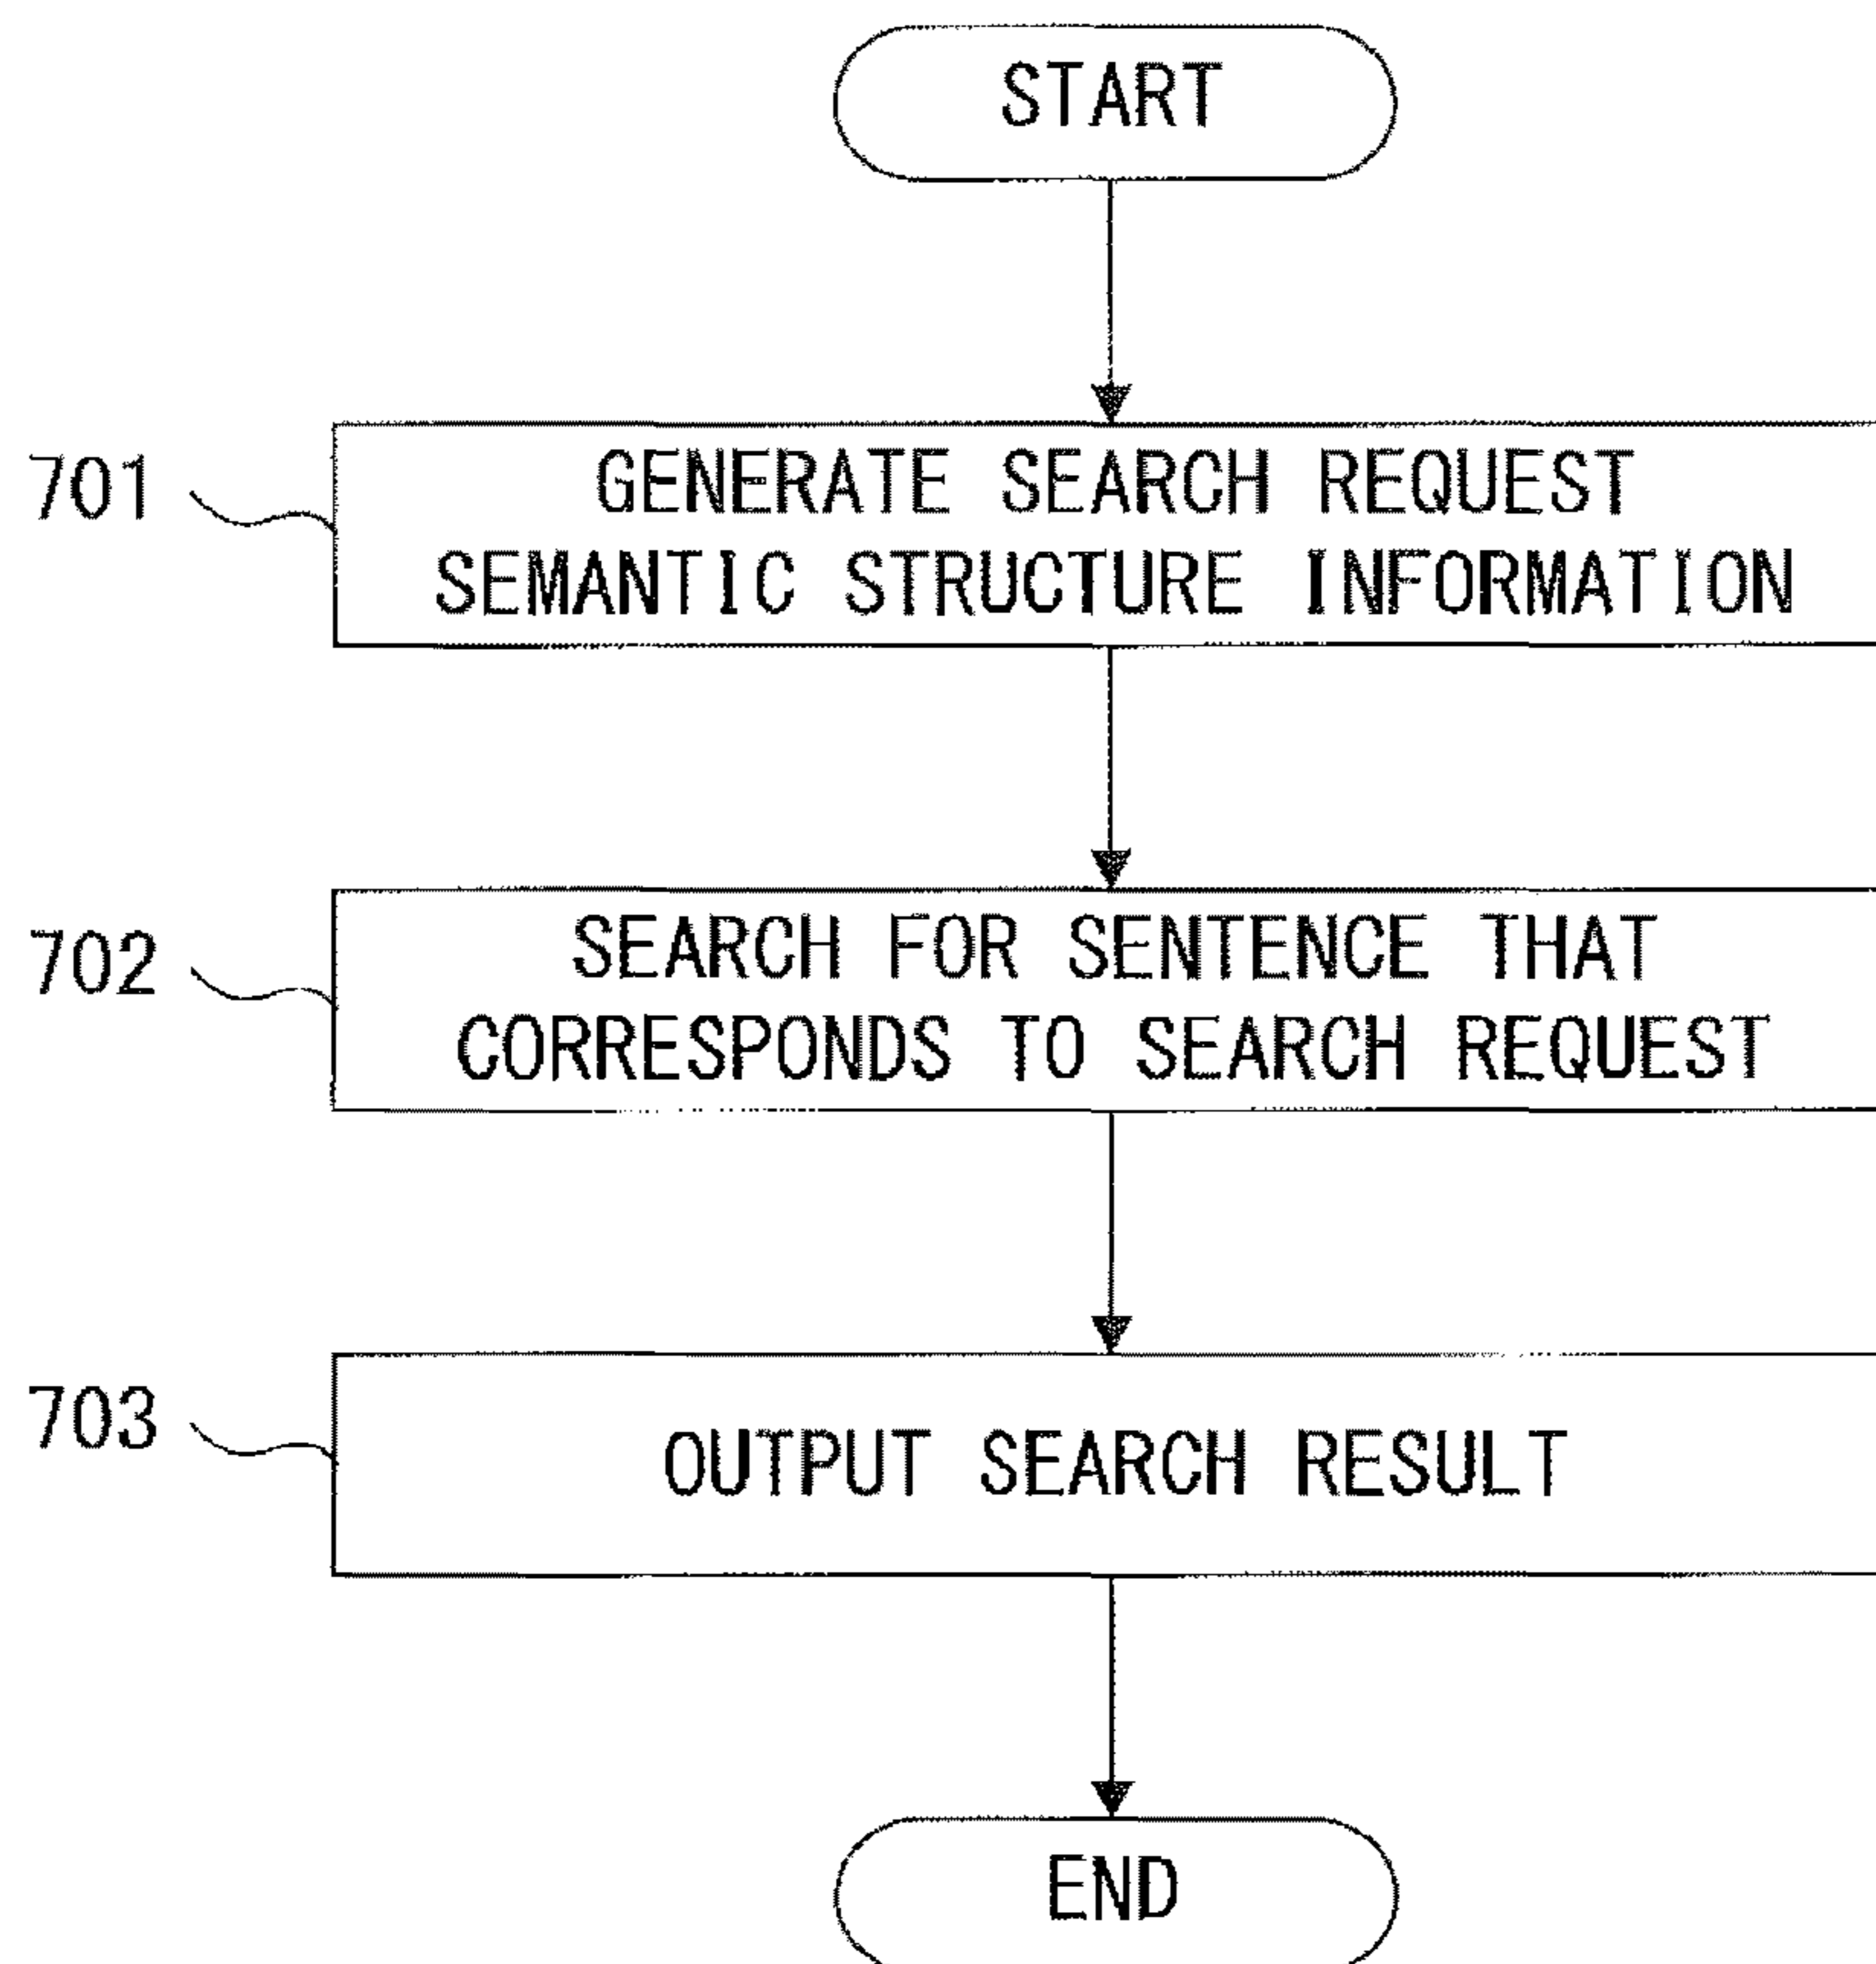 START
701
GENERATE SEARCH REQUEST
SEMANTIC STRUCTURE INFORMATION
702
SEARCH FOR SENTENCE THAT
CORRESPONDS TO SEARCH REQUEST
703
OUTPUT SEARCH RESULT
END